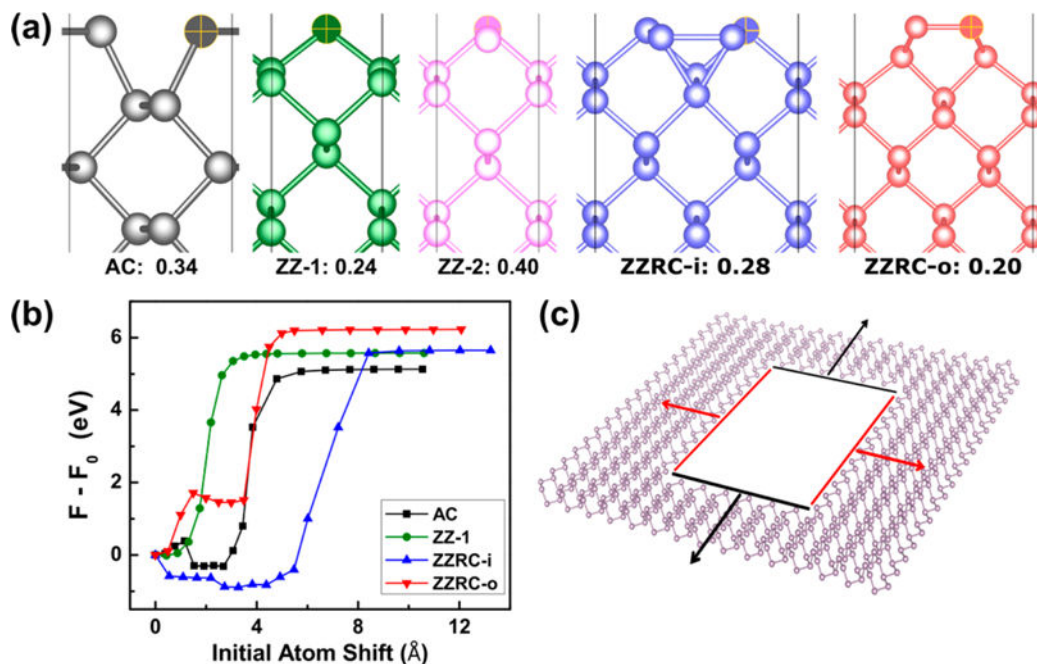 (a)
AC: 0.34
ZZ-1: 0.24
ZZ-2: 0.40
ZZRC-i: 0.28
ZZRC-o: 0.20
(b)
F - F₀ (eV)
6
4
2
0
AC
ZZ-1
ZZRC-i
ZZRC-o
0 4 8 12
Initial Atom Shift (Å)
(c)